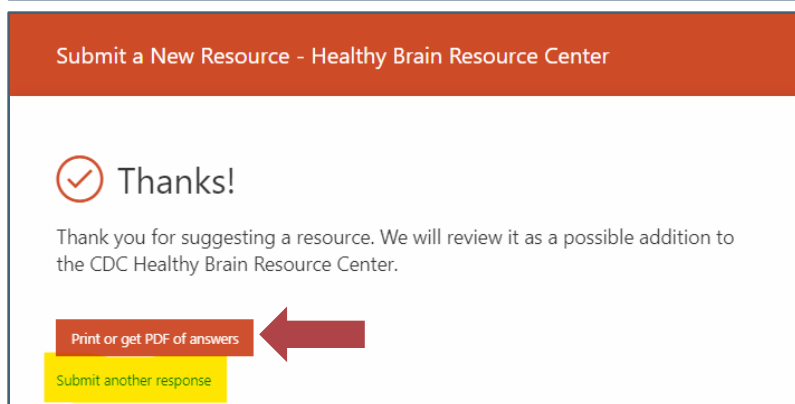 Submit a New Resource - Healthy Brain Resource Center
Thanks!
Thank you for suggesting a resource. We will review it as a possible addition to
the CDC Healthy Brain Resource Center.
Print or get PDF of answers
Submit another response